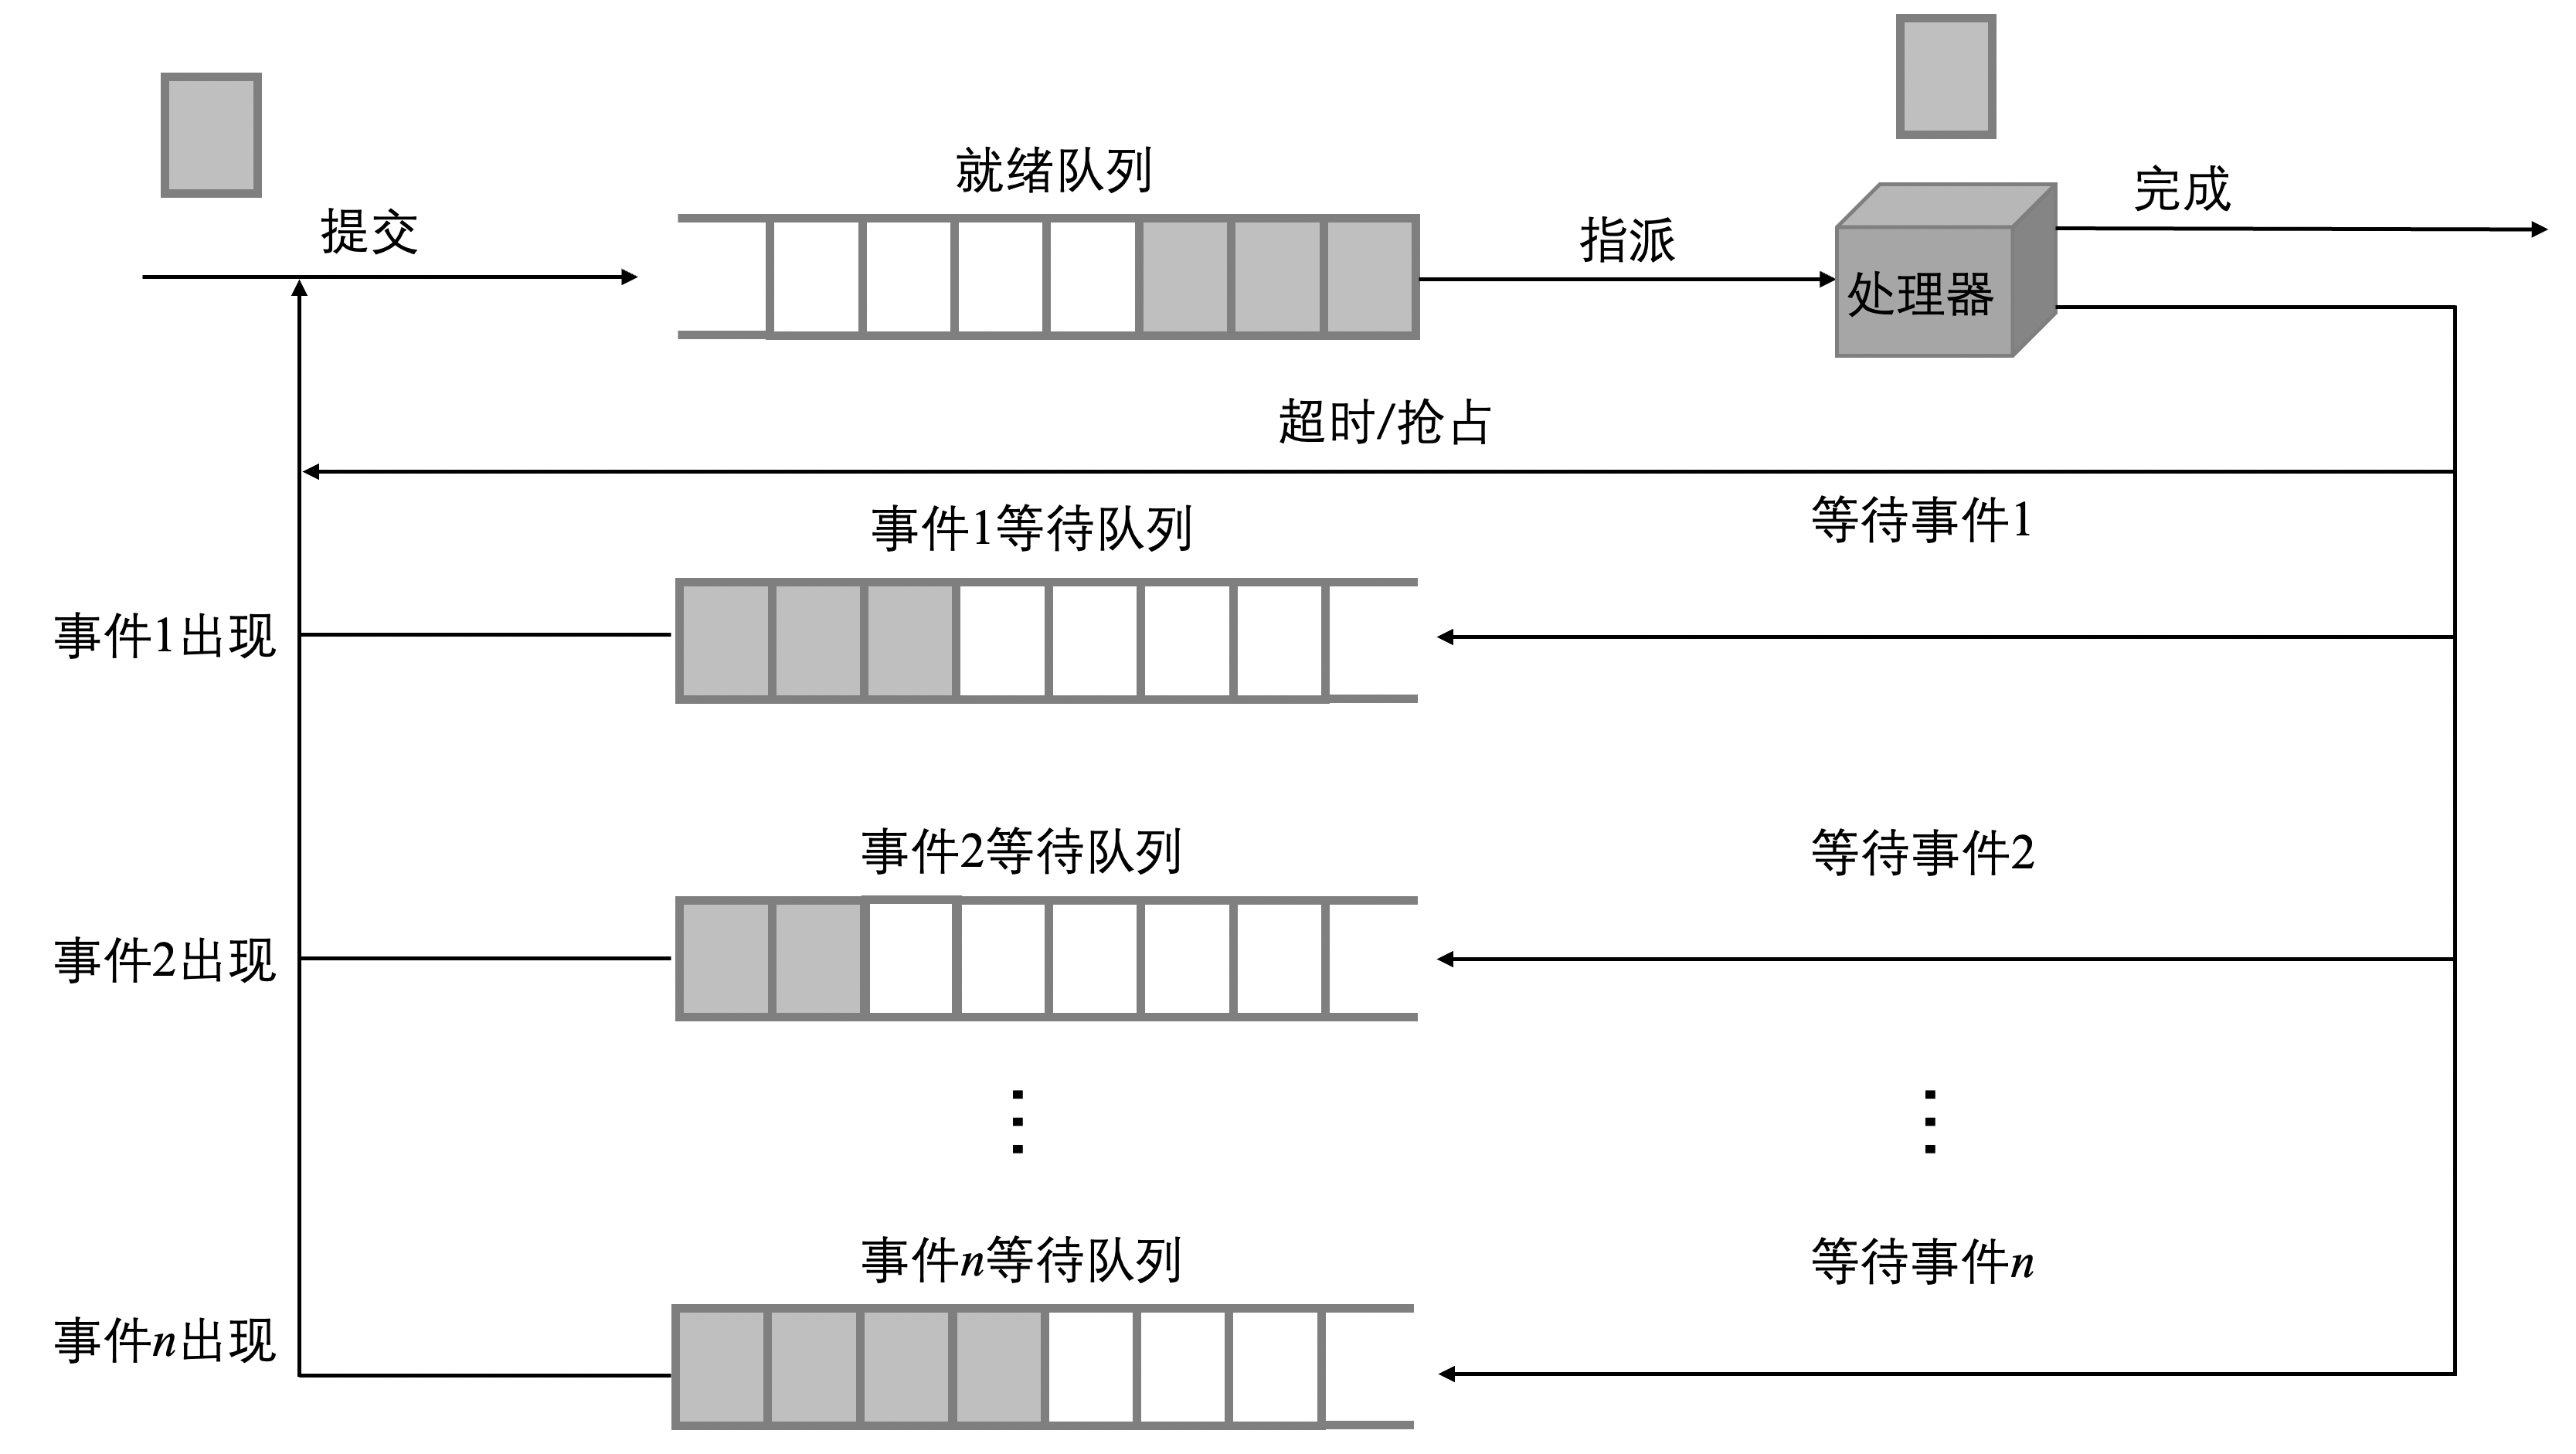 就绪队列
完成
提交
指派
处理器
超时/抢占
事件1等待队列
等待事件1
事件1出现
事件2等待队列
等待事件2
事件2出现
事件n等待队列
等待事件n
事件n出现